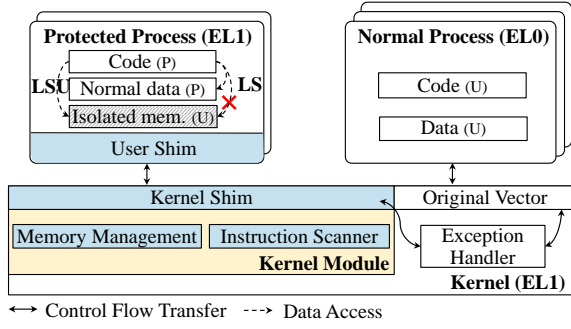 Protected Process (EL1)
Code (P)
LSU
Normal data (P)
LS
Isolated mem. (U)
User Shim
Normal Process (EL0)
Code (U)
Data (U)
Kernel Shim
Original Vector
Memory Management
Instruction Scanner
Exception
Handler
Kernel Module
Kernel (EL1)
Control Flow Transfer
Data Access